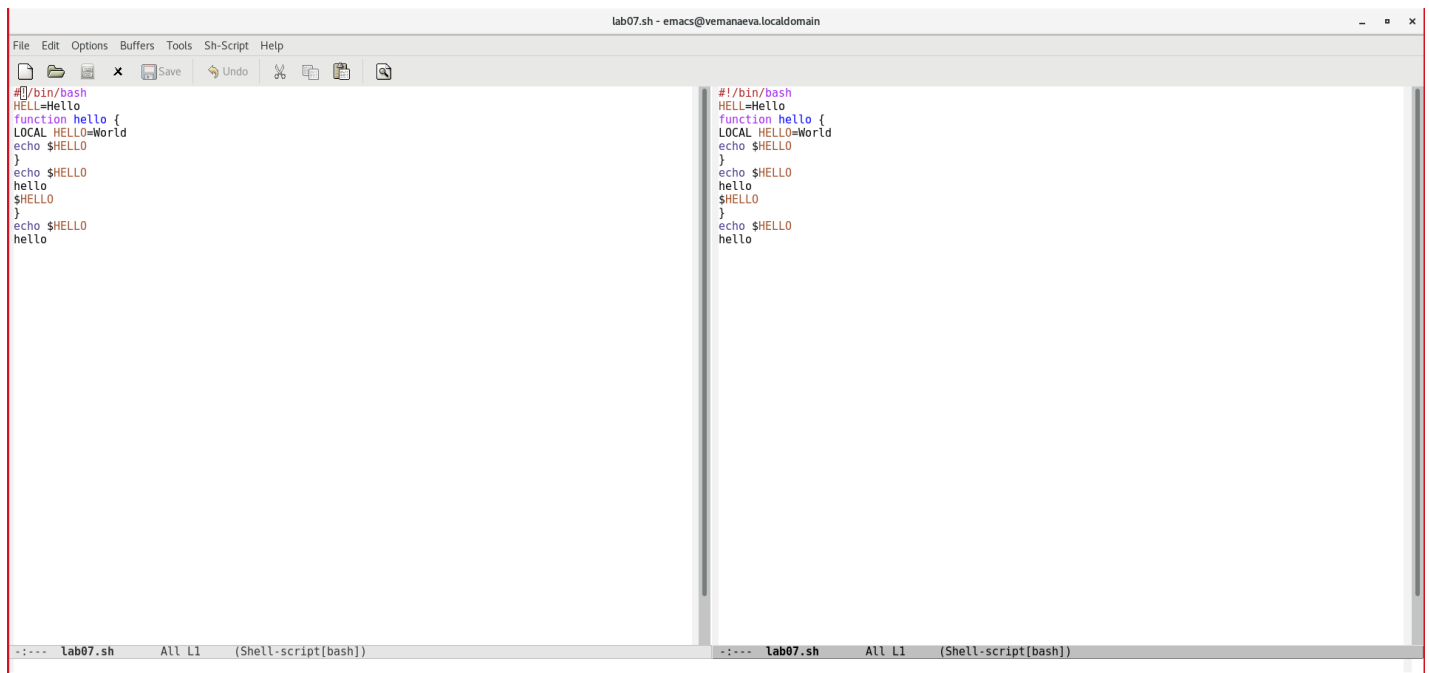 lab07.sh - emacs@vemanaeva.localdomain
File Edit Options Buffers Tools Sh-Script Help
Save Undo
#!/bin/bash
HELL=Hello
function hello {
LOCAL HELLO=World
echo $HELLO
}
echo $HELLO
hello
$HELLO
}
echo $HELLO
hello
-:--- lab07.sh All L1 (Shell-script[bash])
#!/bin/bash
HELL=Hello
function hello {
LOCAL HELLO=World
echo $HELLO
}
echo $HELLO
hello
$HELLO
}
echo $HELLO
hello
-:--- lab07.sh All L1 (Shell-script[bash])